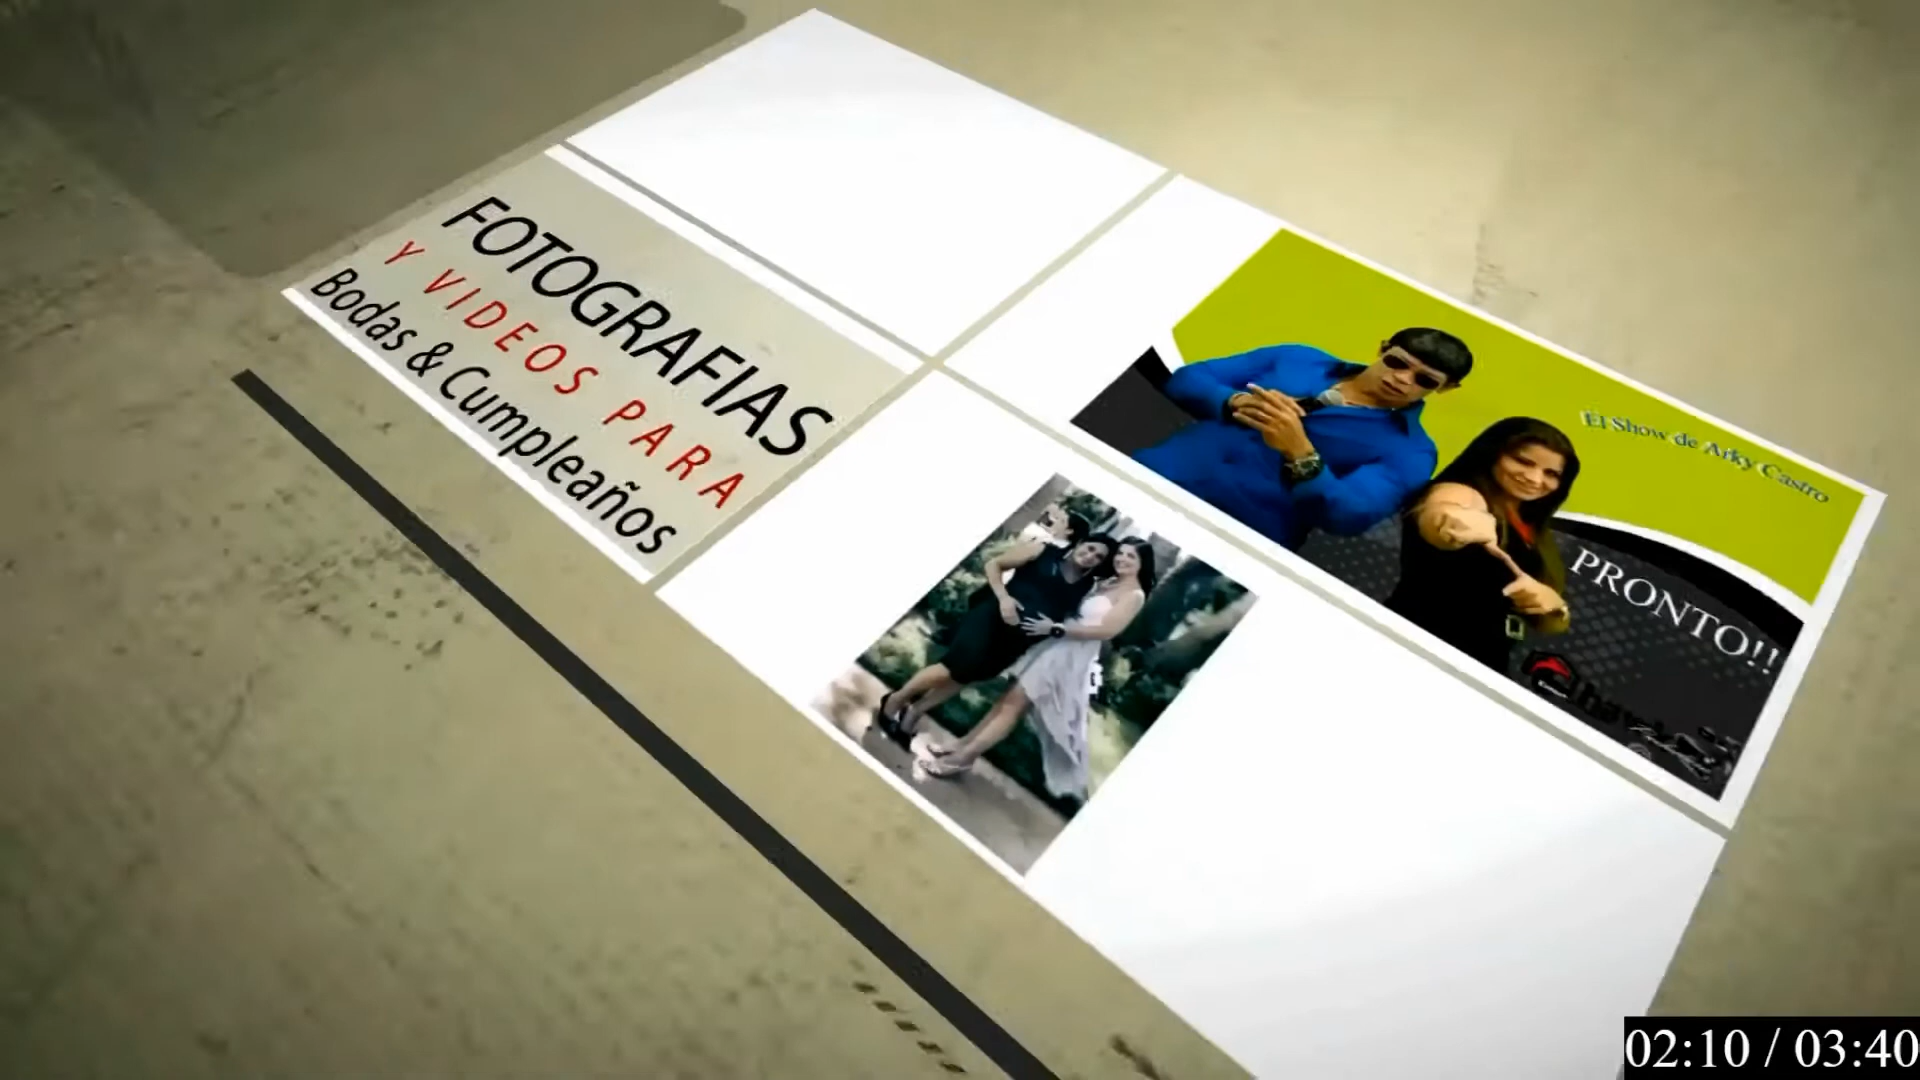 FOTOGRAFIAS
Y VIDEOS PARA
Bodas & Cumpleaños
El Show de Arky Castro
PRONTO!!
02:10 / 03:40